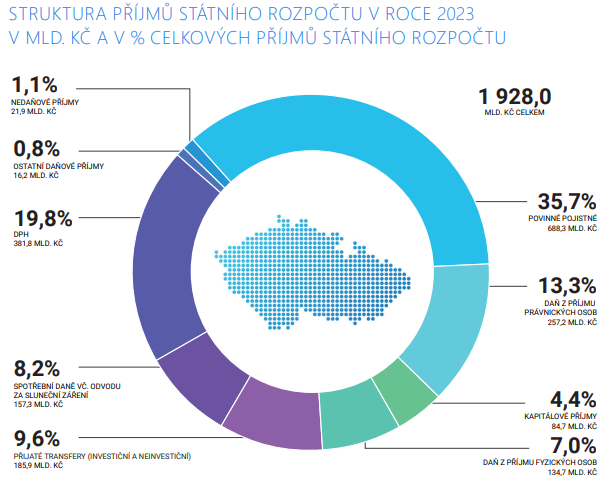 STRUKTURA PŘÍJMŮ STÁTNÍHO ROZPOČTU V ROCE 2023
V MLD. KČ A V % CELKOVÝCH PŘÍJMŮ STÁTNÍHO ROZPOČTU
1,1%
NEDAŇOVÉ PŘÍJMY
21,9 MLD. KČ
0,8%
OSTATNÍ DAŇOVÉ PŘÍJMY
16,2 MLD. KČ
19,8%
DPH
381,8 MLD. KČ
8,2%
SPOTŘEBNÍ DANĚ VČ. ODVODU
ZA SLUNEČNÍ ZÁŘENÍ
157,3 MLD. KČ
9,6%
PŘIJATÉ TRANSFERY (INVESTIČNÍ A NEINVESTIČNÍ)
185,9 MLD. KČ
1 928,0
MLD. KČ CELKEM
35,7%
POVINNÉ POJISTNÉ
688,3 MLD. KČ
13,3%
DAŇ Z PŘÍJMU
PRÁVNICKÝCH OSOB
257,2 MLD. KČ
4,4%
KAPITÁLOVÉ PŘÍJMY
84,7 MLD. KČ
7,0%
DAŇ Z PŘÍJMU FYZICKÝCH OSOB
134,7 MLD. KČ